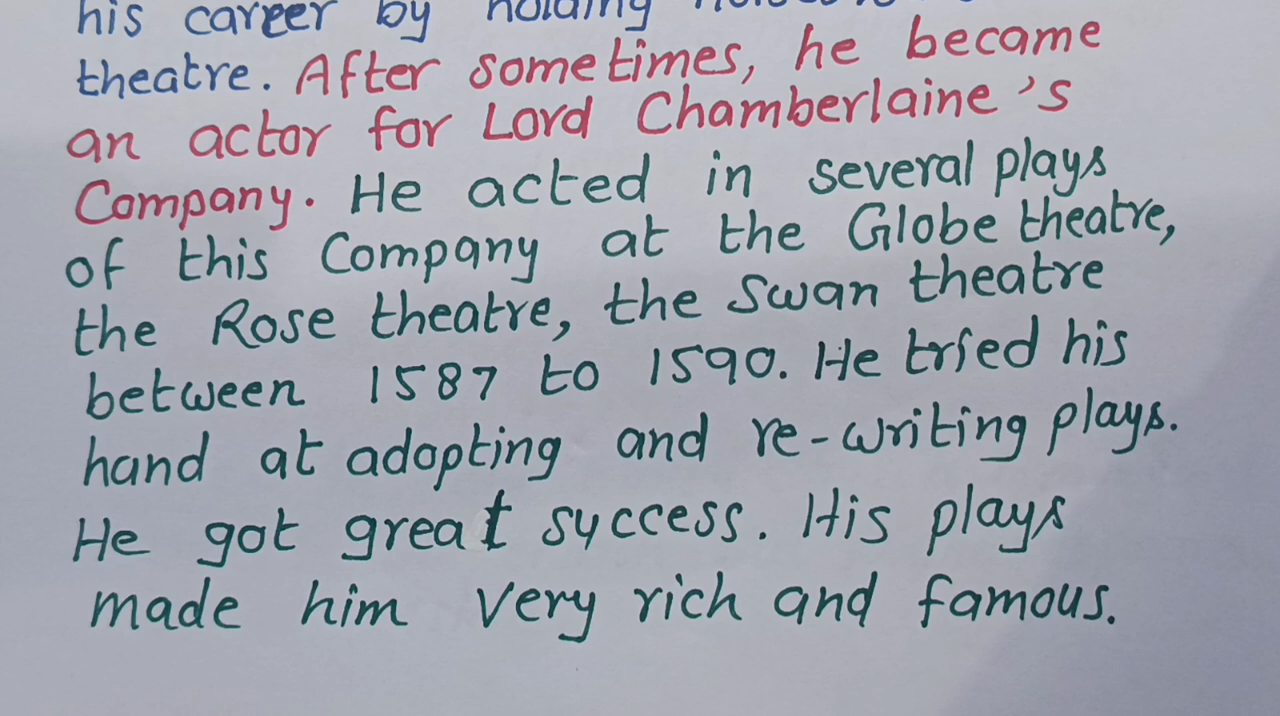 his career by holding
theatre. After sometimes, he became
an actor for Lord Chamberlaine's
Company. He acted in several plays
of this Company at the Globe theatre,
the Rose theatre, the Swan theatre
between 1587 to 1590. He tried his
hand at adopting and re-writing plays.
He got great success. His plays
made him very rich and famous.